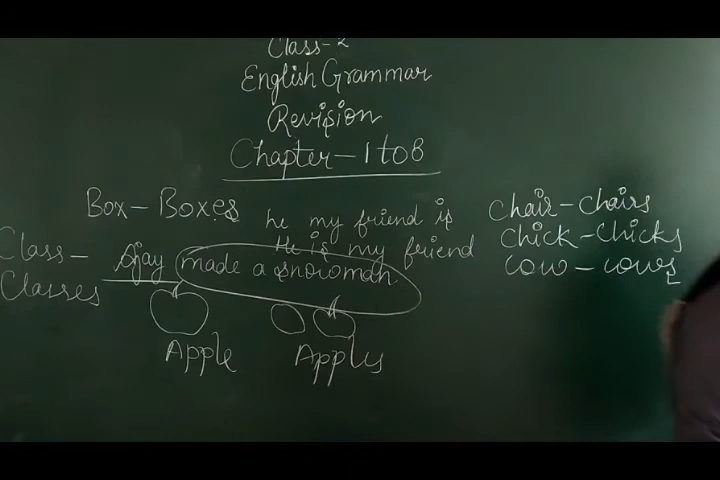 Class-2
English Grammar
Revision
Chapter-1 to 8
Box-Boxes
he my friend is
He is my friend
Class-
Classes
Ajay made a snowman
Apple
Apples
Chair-chairs
Chick-Chicks
Cow-cows